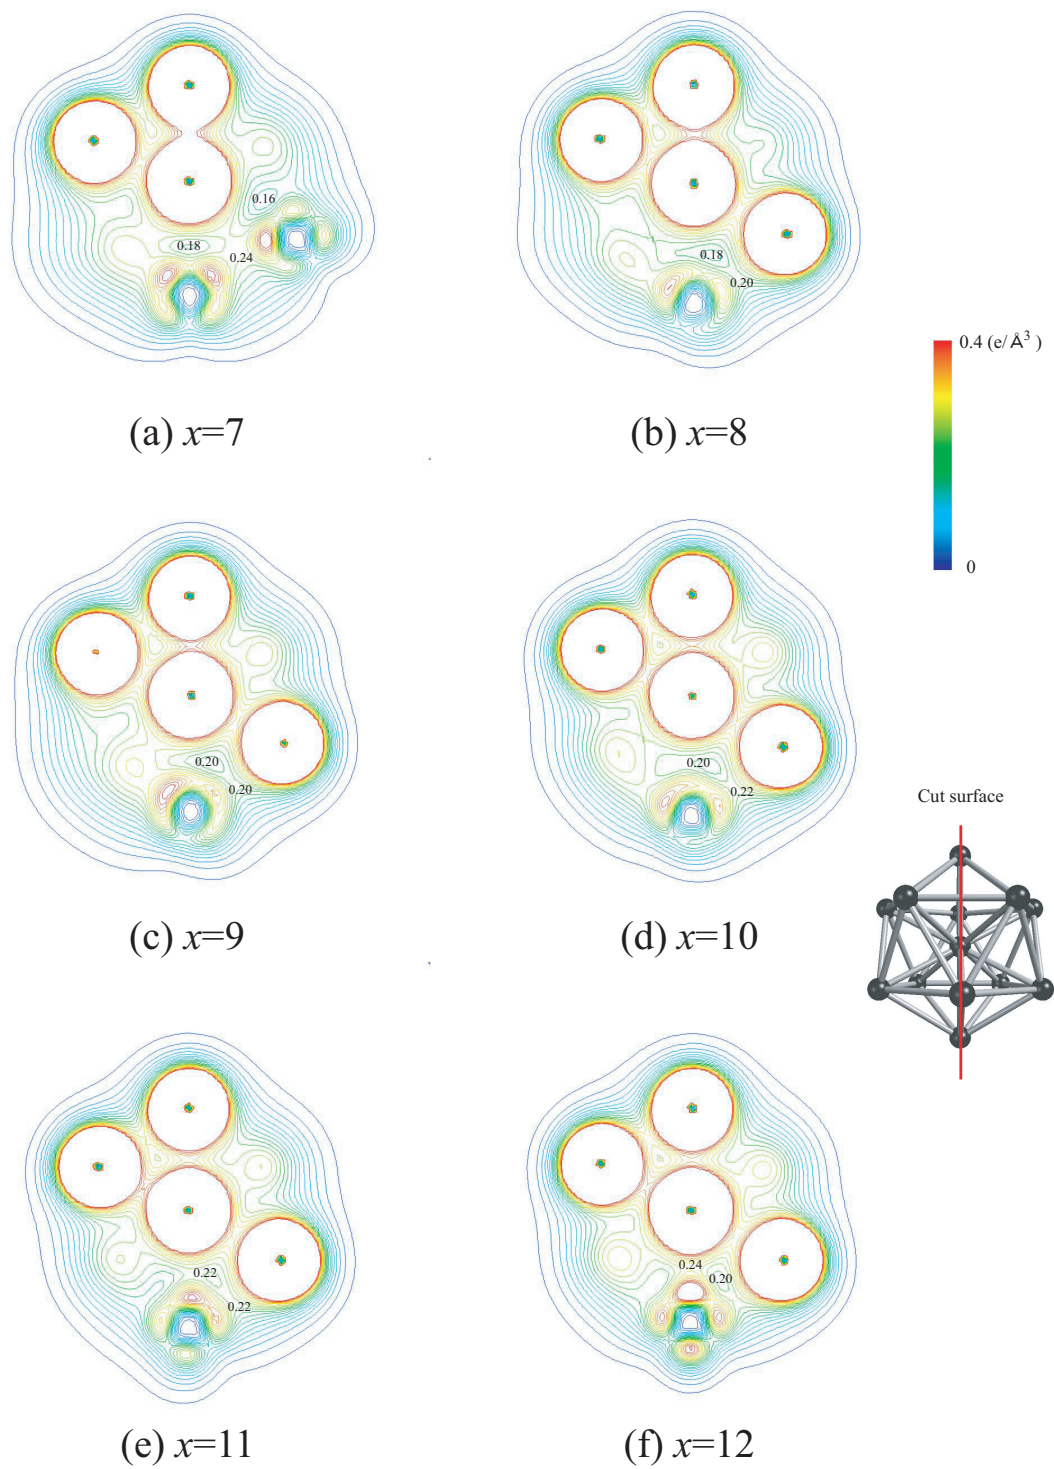 0.16
0.18
0.24
(a) x=7
0.18
0.20
(b) x=8
0.4 (e/Å³ )
0
0.20
0.20
(c) x=9
0.20
0.22
(d) x=10
Cut surface
0.22
0.22
(e) x=11
0.24
0.20
(f) x=12